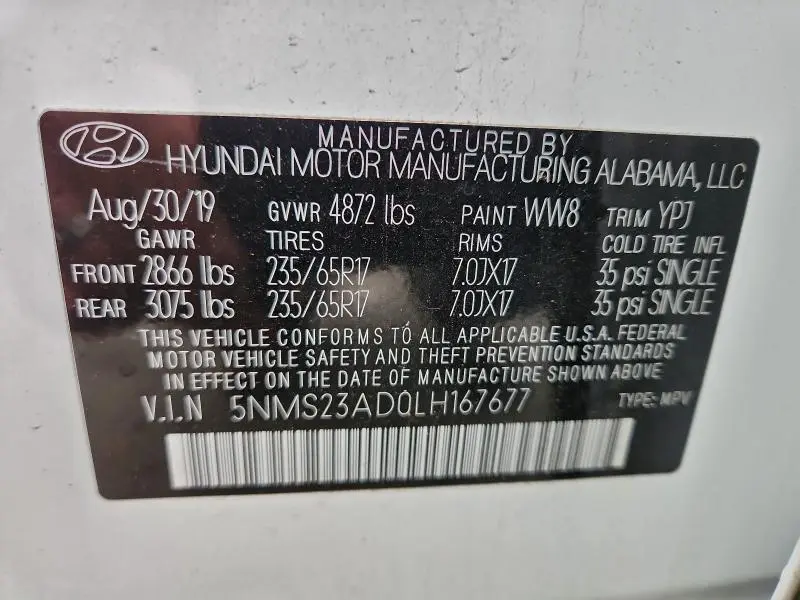 MANUFACTURED BY
HYUNDAI MOTOR MANUFACTURING ALABAMA, LLC
Aug/30/19 GVWR 4872 lbs PAINT WW8 TRIM YPJ
GAWR TIRES RIMS COLD TIRE INFL
FRONT 2866 lbs 235/65R17 7.0JX17 35 psi SINGLE
REAR 3075 lbs 235/65R17 7.0JX17 35 psi SINGLE
THIS VEHICLE CONFORMS TO ALL APPLICABLE U.S.A. FEDERAL
MOTOR VEHICLE SAFETY AND THEFT PREVENTION STANDARDS
IN EFFECT ON THE DATE OF MANUFACTURE SHOWN ABOVE.
V.I.N 5NMS23AD0LH167677 TYPE: MPV